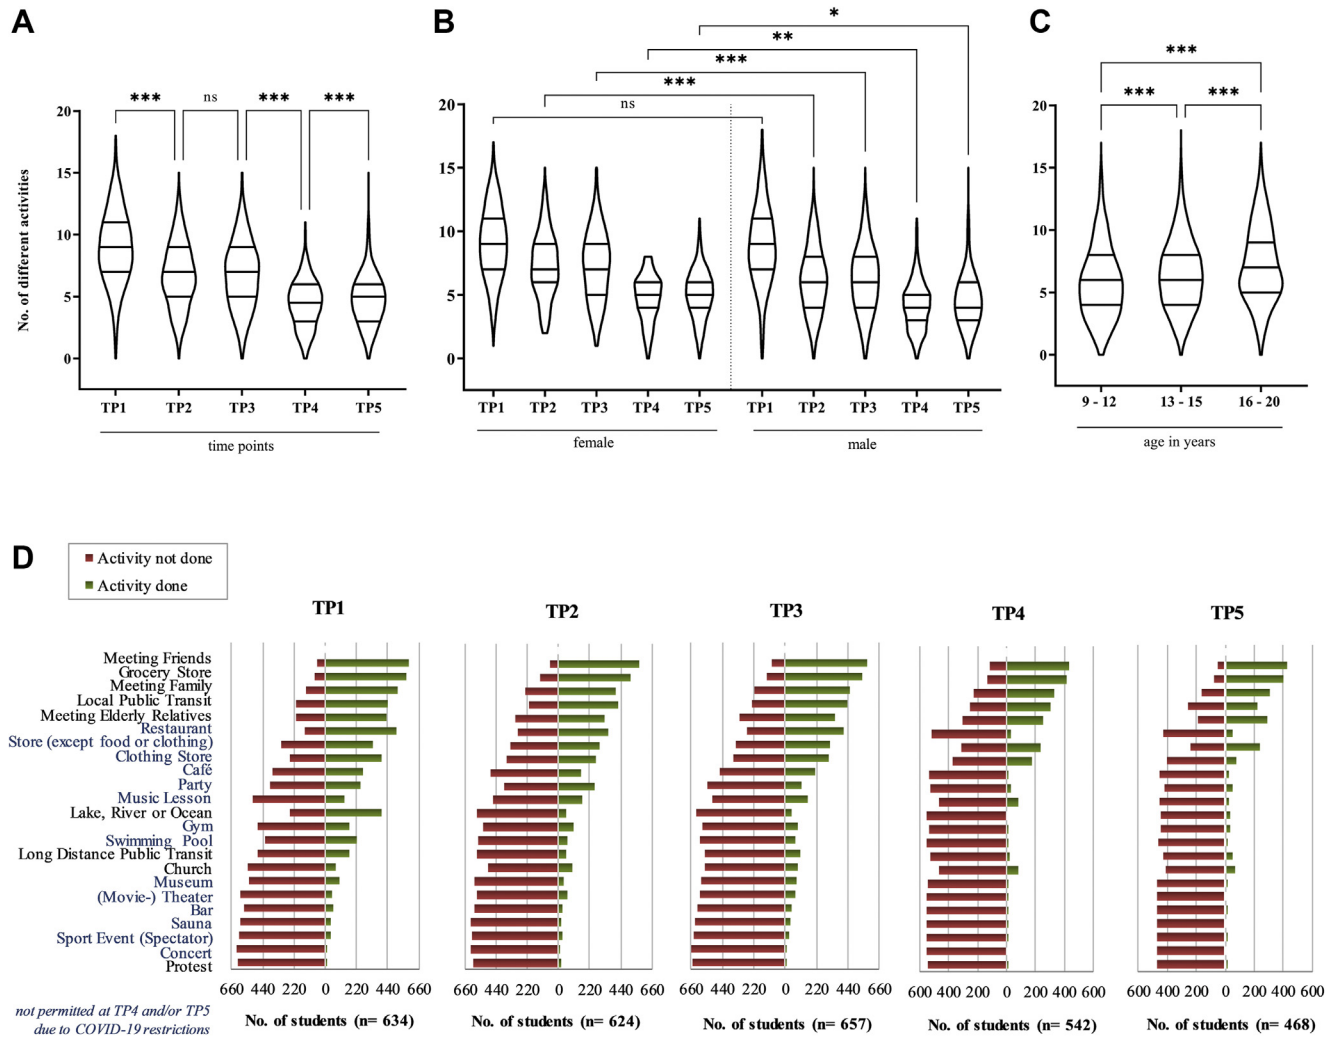 A
B
C
***
ns
***
***
20
15
10
5
0
No. of different activities
TP1 TP2 TP3 TP4 TP5
time points
*
**
***
***
ns
20
15
10
5
0
TP1 TP2 TP3 TP4 TP5 TP1 TP2 TP3 TP4 TP5
female male
***
***
***
20
15
10
5
0
9 - 12 13 - 15 16 - 20
age in years
D
Activity not done
Activity done
TP1 TP2 TP3 TP4 TP5
Meeting Friends
Grocery Store
Meeting Family
Local Public Transit
Meeting Elderly Relatives
Restaurant
Store (except food or clothing)
Clothing Store
Café
Party
Music Lesson
Lake, River or Ocean
Gym
Swimming Pool
Long Distance Public Transit
Church
Museum
(Movie-) Theater
Bar
Sauna
Sport Event (Spectator)
Concert
Protest
660 440 220 0 220 440 660
660 440 220 0 220 440 660
660 440 220 0 220 440 660
600 400 200 0 200 400 600
600 400 200 0 200 400 600
not permitted at TP4 and/or TP5
due to COVID-19 restrictions
No. of students (n= 634)
No. of students (n= 624)
No. of students (n= 657)
No. of students (n= 542)
No. of students (n= 468)